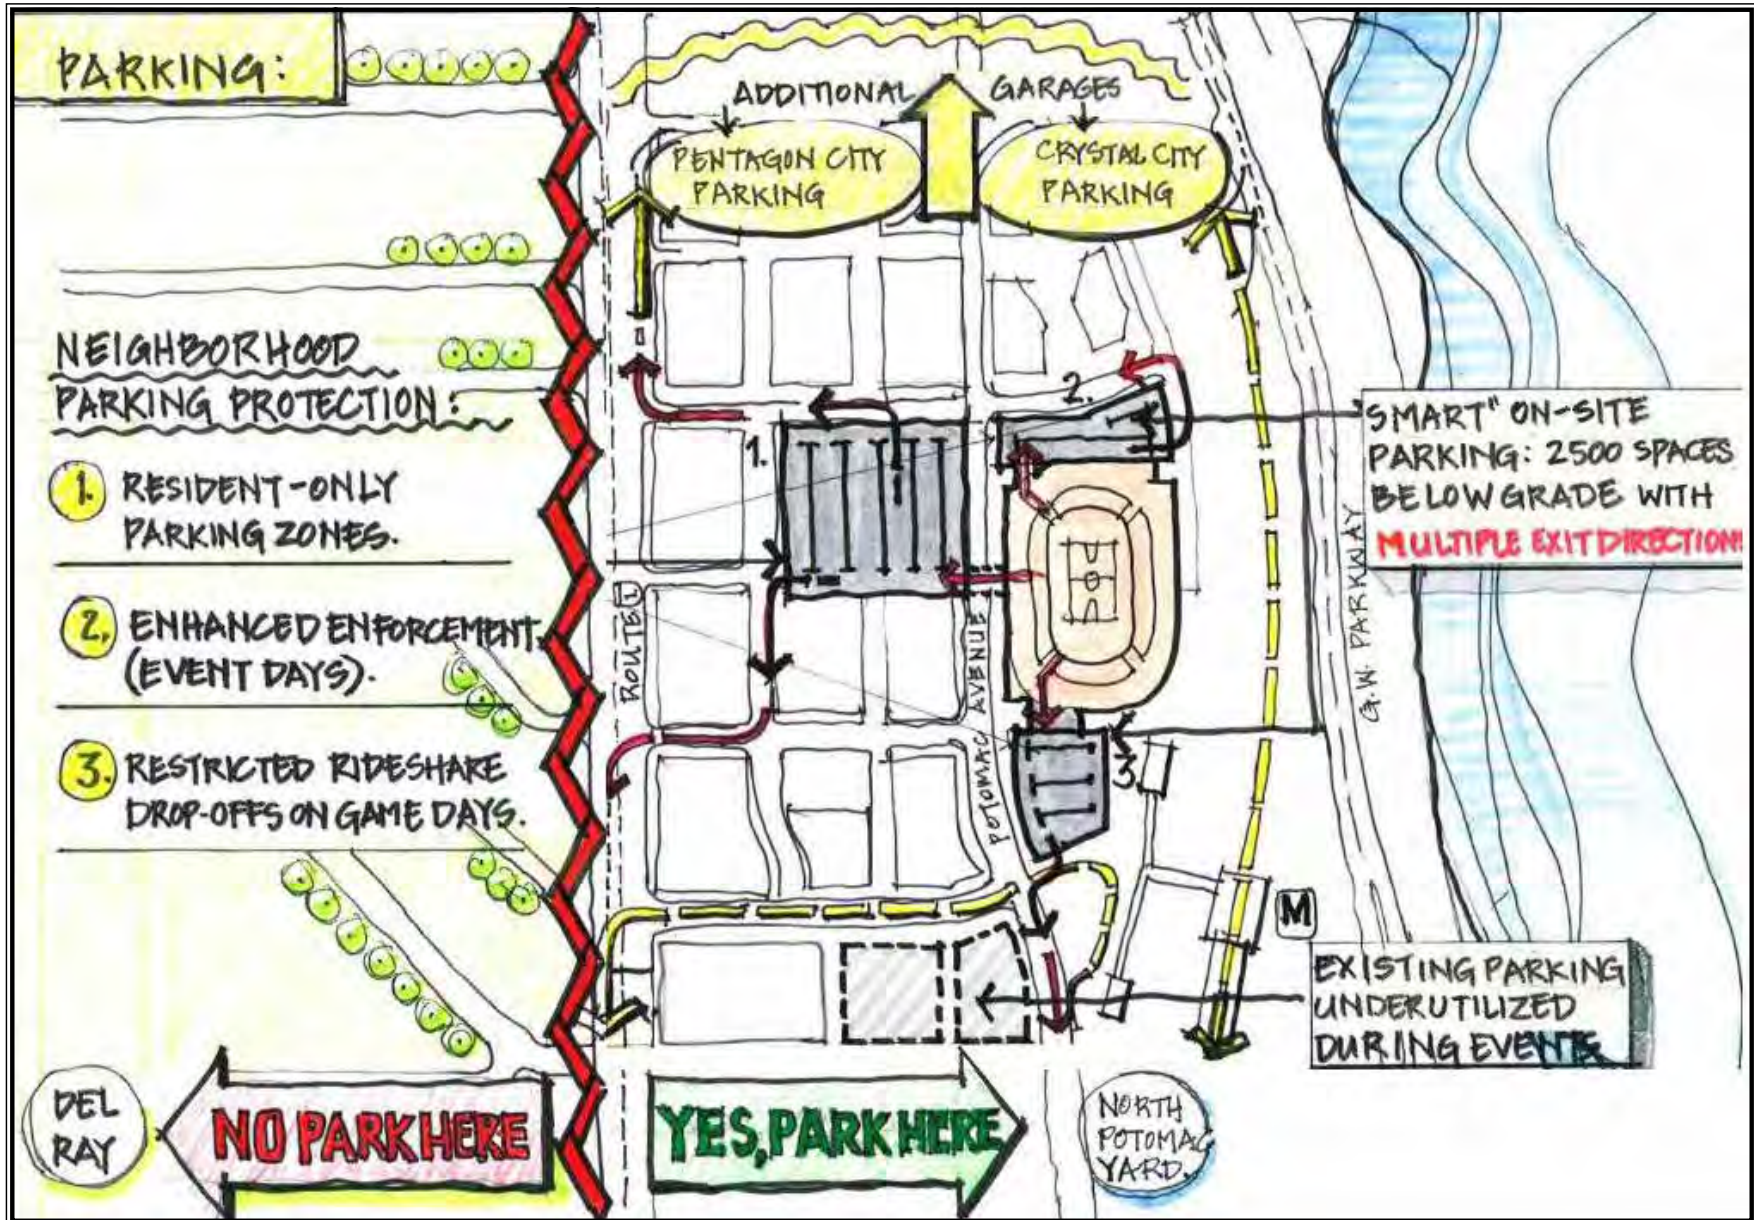 PARKING:
ADDITIONAL GARAGES
PENTAGON CITY
PARKING
CRYSTAL CITY
PARKING
NEIGHBORHOOD
PARKING PROTECTION:
1. RESIDENT-ONLY
PARKING ZONES.
2. ENHANCED ENFORCEMENT
(EVENT DAYS).
3. RESTRICTED RIDESHARE
DROP-OFFS ON GAME DAYS.
1.
2.
3.
"SMART" ON-SITE
PARKING: 2500 SPACES
BELOW GRADE WITH
MULTIPLE EXIT DIRECTIONS
ROUTE 1
POTOMAC AVENUE
G.W. PARKWAY
M
EXISTING PARKING
UNDERUTILIZED
DURING EVENTS
DEL
RAY
NO PARK HERE
YES, PARK HERE
NORTH
POTOMAC
YARD.